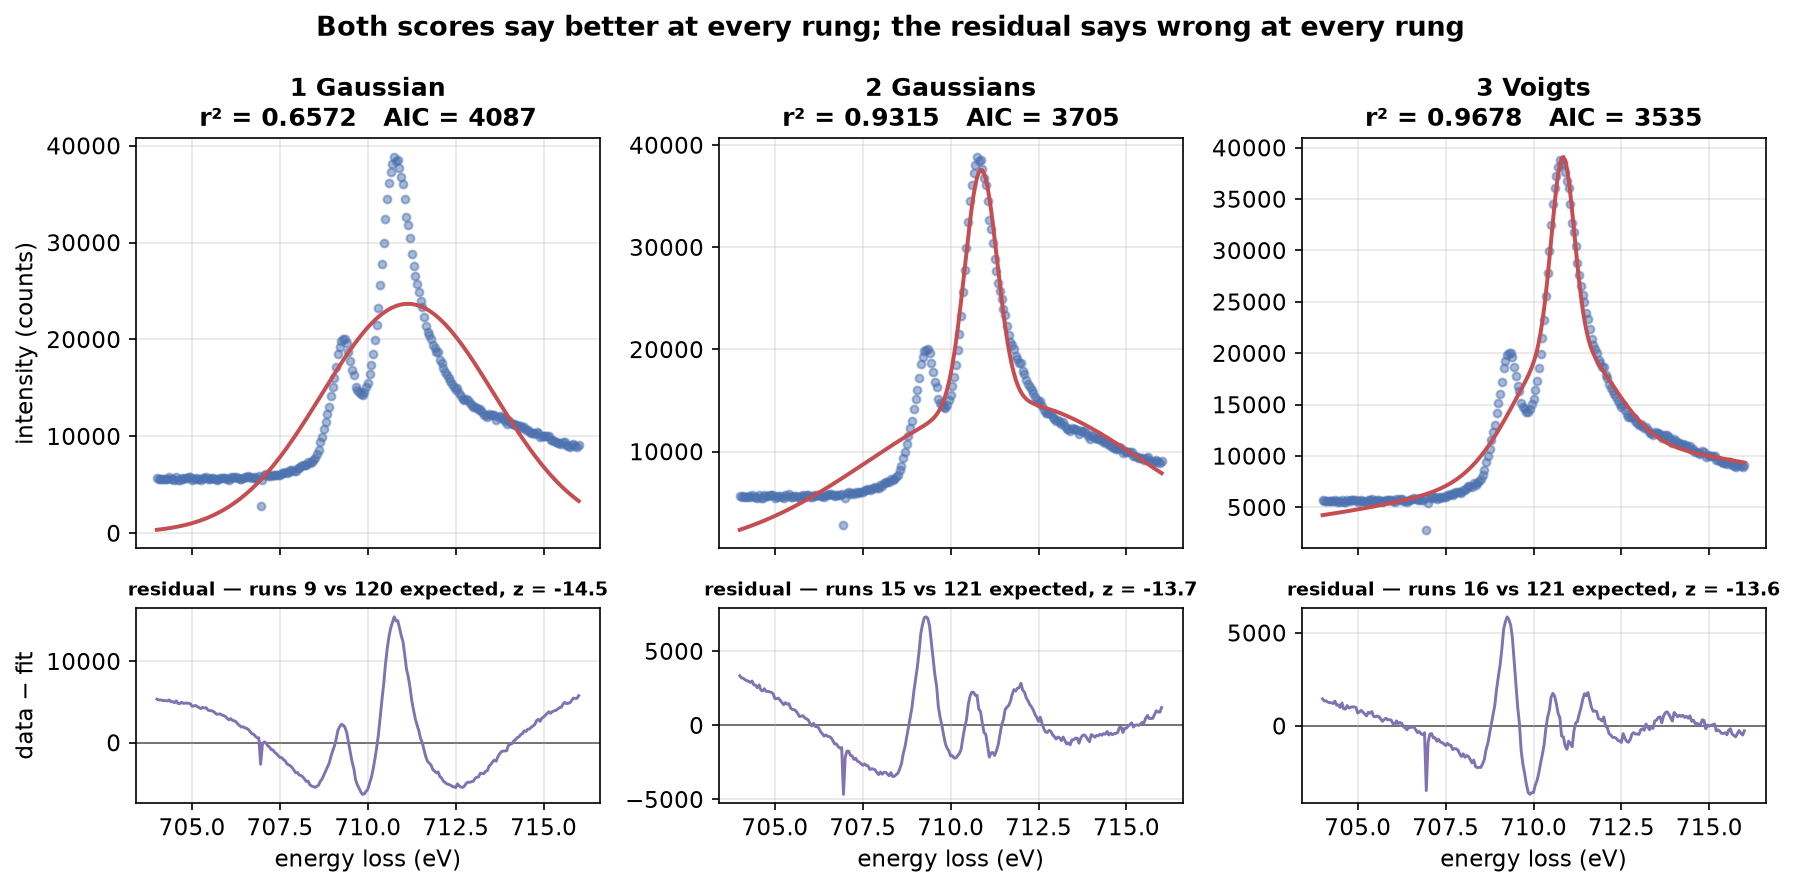 Both scores say better at every rung; the residual says wrong at every rung
1 Gaussian
r² = 0.6572   AIC = 4087
2 Gaussians
r² = 0.9315   AIC = 3705
3 Voigts
r² = 0.9678   AIC = 3535
Intensity (counts)
40000
30000
20000
10000
0
40000
30000
20000
10000
40000
35000
30000
25000
20000
15000
10000
5000
residual — runs 9 vs 120 expected, z = -14.5
residual — runs 15 vs 121 expected, z = -13.7
residual — runs 16 vs 121 expected, z = -13.6
data − fit
10000
0
5000
0
−5000
5000
0
705.0 707.5 710.0 712.5 715.0
705.0 707.5 710.0 712.5 715.0
705.0 707.5 710.0 712.5 715.0
energy loss (eV)
energy loss (eV)
energy loss (eV)